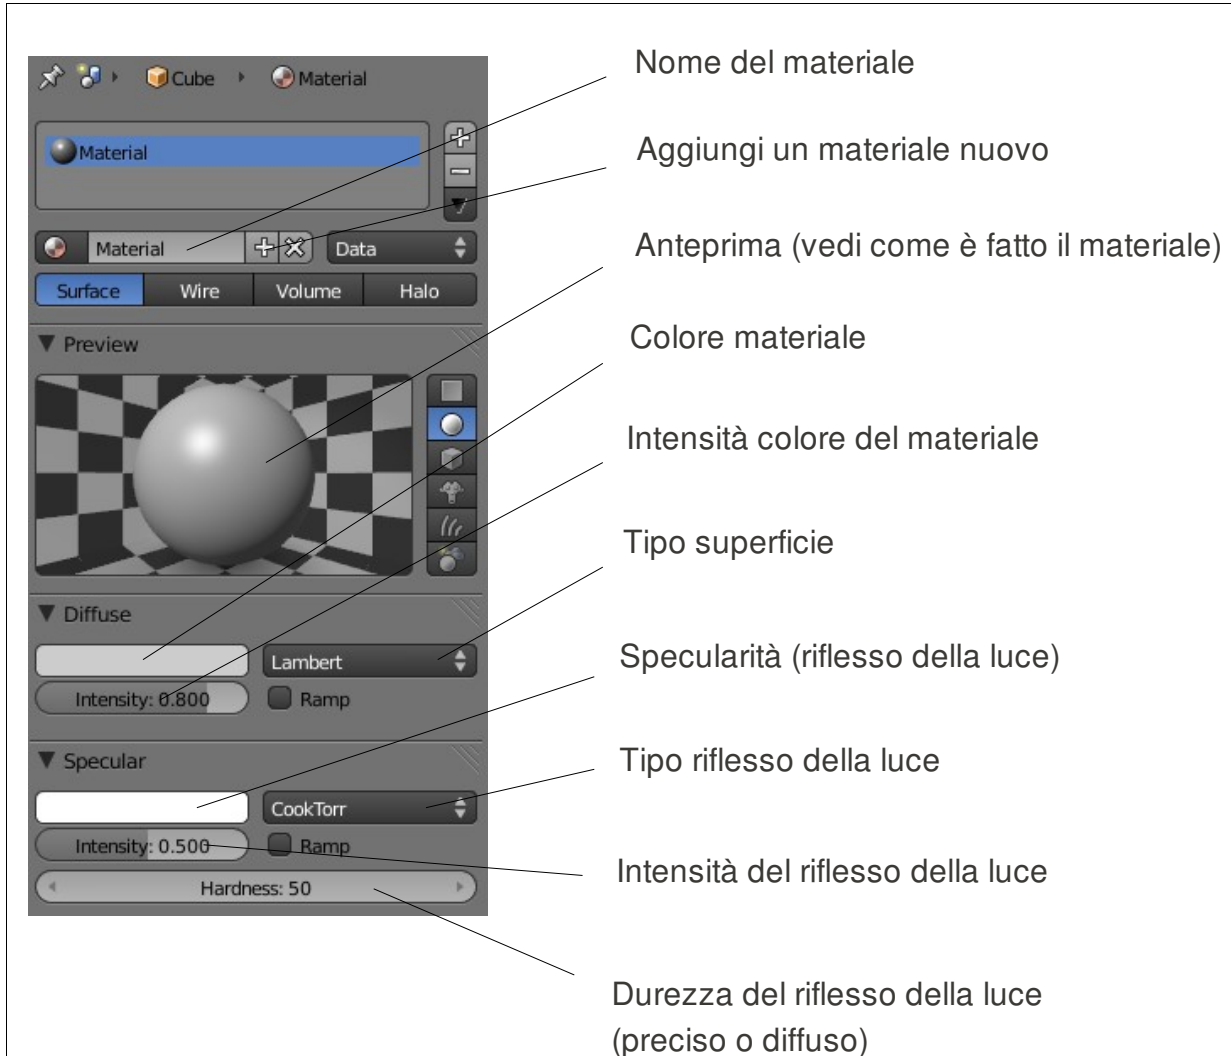 Cube
Material
Material
Material
Data
Surface
Wire
Volume
Halo
Preview
Diffuse
Lambert
Intensity: 0.800
Ramp
Specular
CookTorr
Intensity: 0.500
Ramp
Hardness: 50
Nome del materiale
Aggiungi un materiale nuovo
Anteprima (vedi come è fatto il materiale)
Colore materiale
Intensità colore del materiale
Tipo superficie
Specularità (riflesso della luce)
Tipo riflesso della luce
Intensità del riflesso della luce
Durezza del riflesso della luce
(preciso o diffuso)